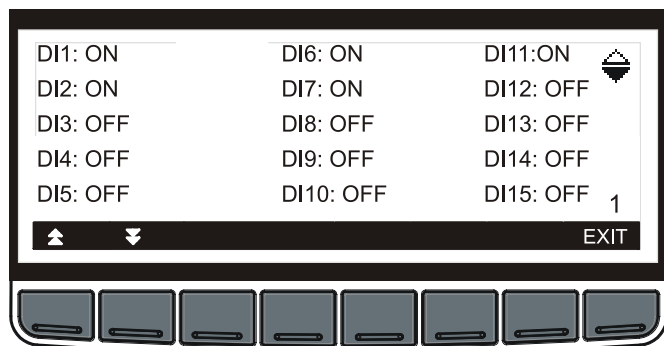 DI1: ON DI6: ON DI11:ON
DI2: ON DI7: ON DI12: OFF
DI3: OFF DI8: OFF DI13: OFF
DI4: OFF DI9: OFF DI14: OFF
DI5: OFF DI10: OFF DI15: OFF
1
EXIT